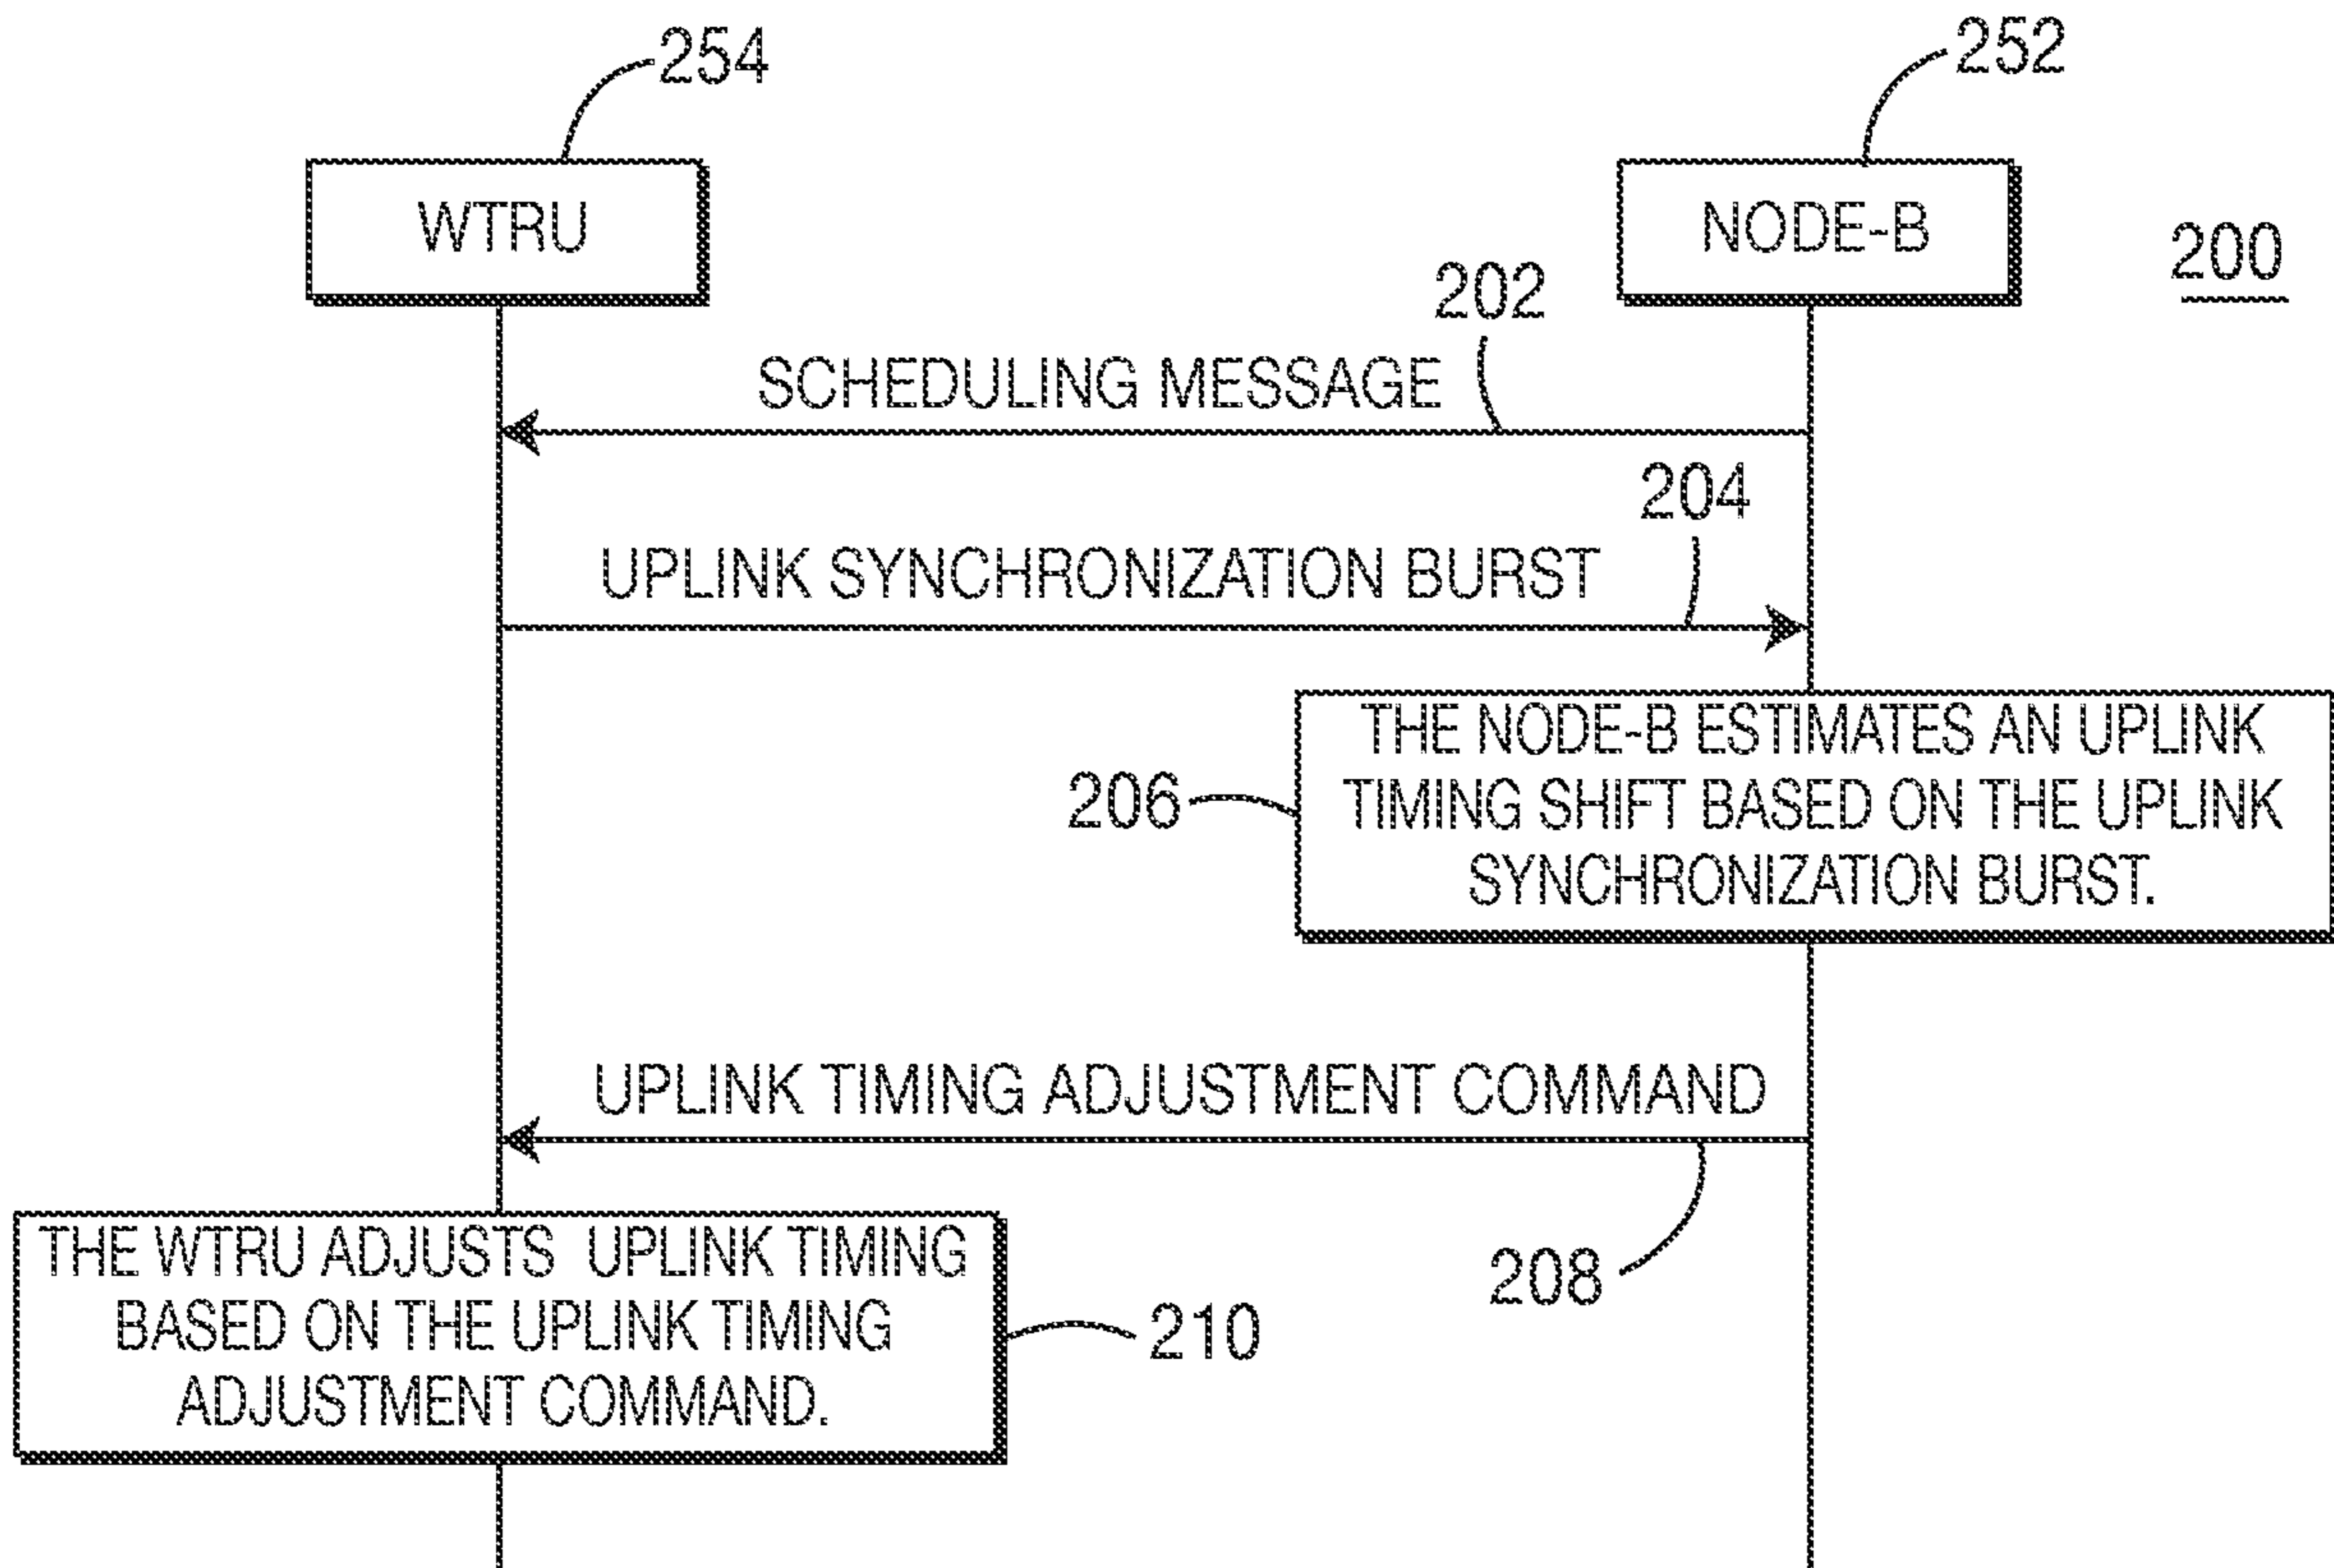 254
252
WTRU
NODE-B
200
202
SCHEDULING MESSAGE
204
UPLINK SYNCHRONIZATION BURST
THE NODE-B ESTIMATES AN UPLINK
TIMING SHIFT BASED ON THE UPLINK
SYNCHRONIZATION BURST.
206
UPLINK TIMING ADJUSTMENT COMMAND
208
THE WTRU ADJUSTS UPLINK TIMING
BASED ON THE UPLINK TIMING
ADJUSTMENT COMMAND.
210